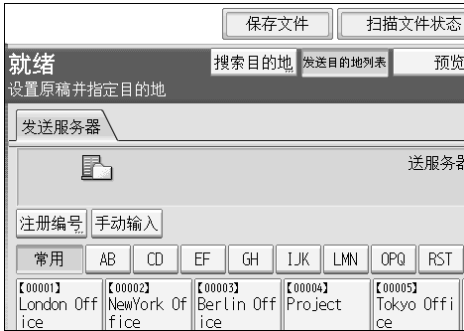 保存文件 扫描文件状态
就绪 搜索目的地 发送目的地列表 预览
设置原稿并指定目的地
发送服务器
送服务器
注册编号 手动输入
常用 AB CD EF GH IJK LMN OPQ RST
[00001] [00002] [00003] [00004] [00005]
London Off NewYork Of Berlin Off Project Tokyo Offi
ice fice ice ce